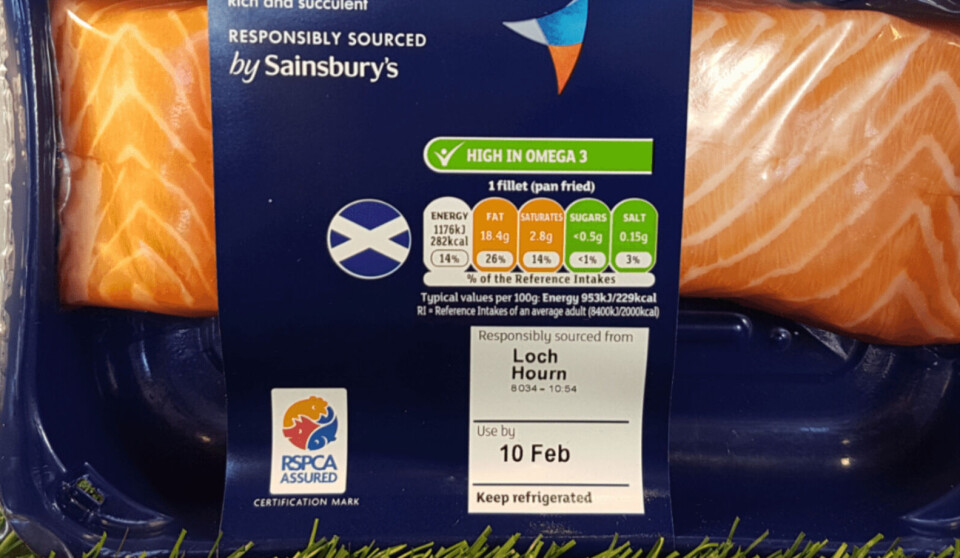 Rich and succulent
RESPONSIBLY SOURCED
by Sainsbury's
HIGH IN OMEGA 3
1 fillet (pan fried)
ENERGY FAT SATURATES SUGARS SALT
1176kJ
282kcal 18.4g 2.8g <0.5g 0.15g
14% 26% 14% <1% 3%
% of the Reference Intakes
Typical values per 100g: Energy 953kJ/229kcal
RI = Reference Intakes of an average adult (8400kJ/2000kcal)
Responsibly sourced from
Loch
Hourn
8034 - 10:54
Use by
10 Feb
Keep refrigerated
RSPCA
ASSURED
CERTIFICATION MARK